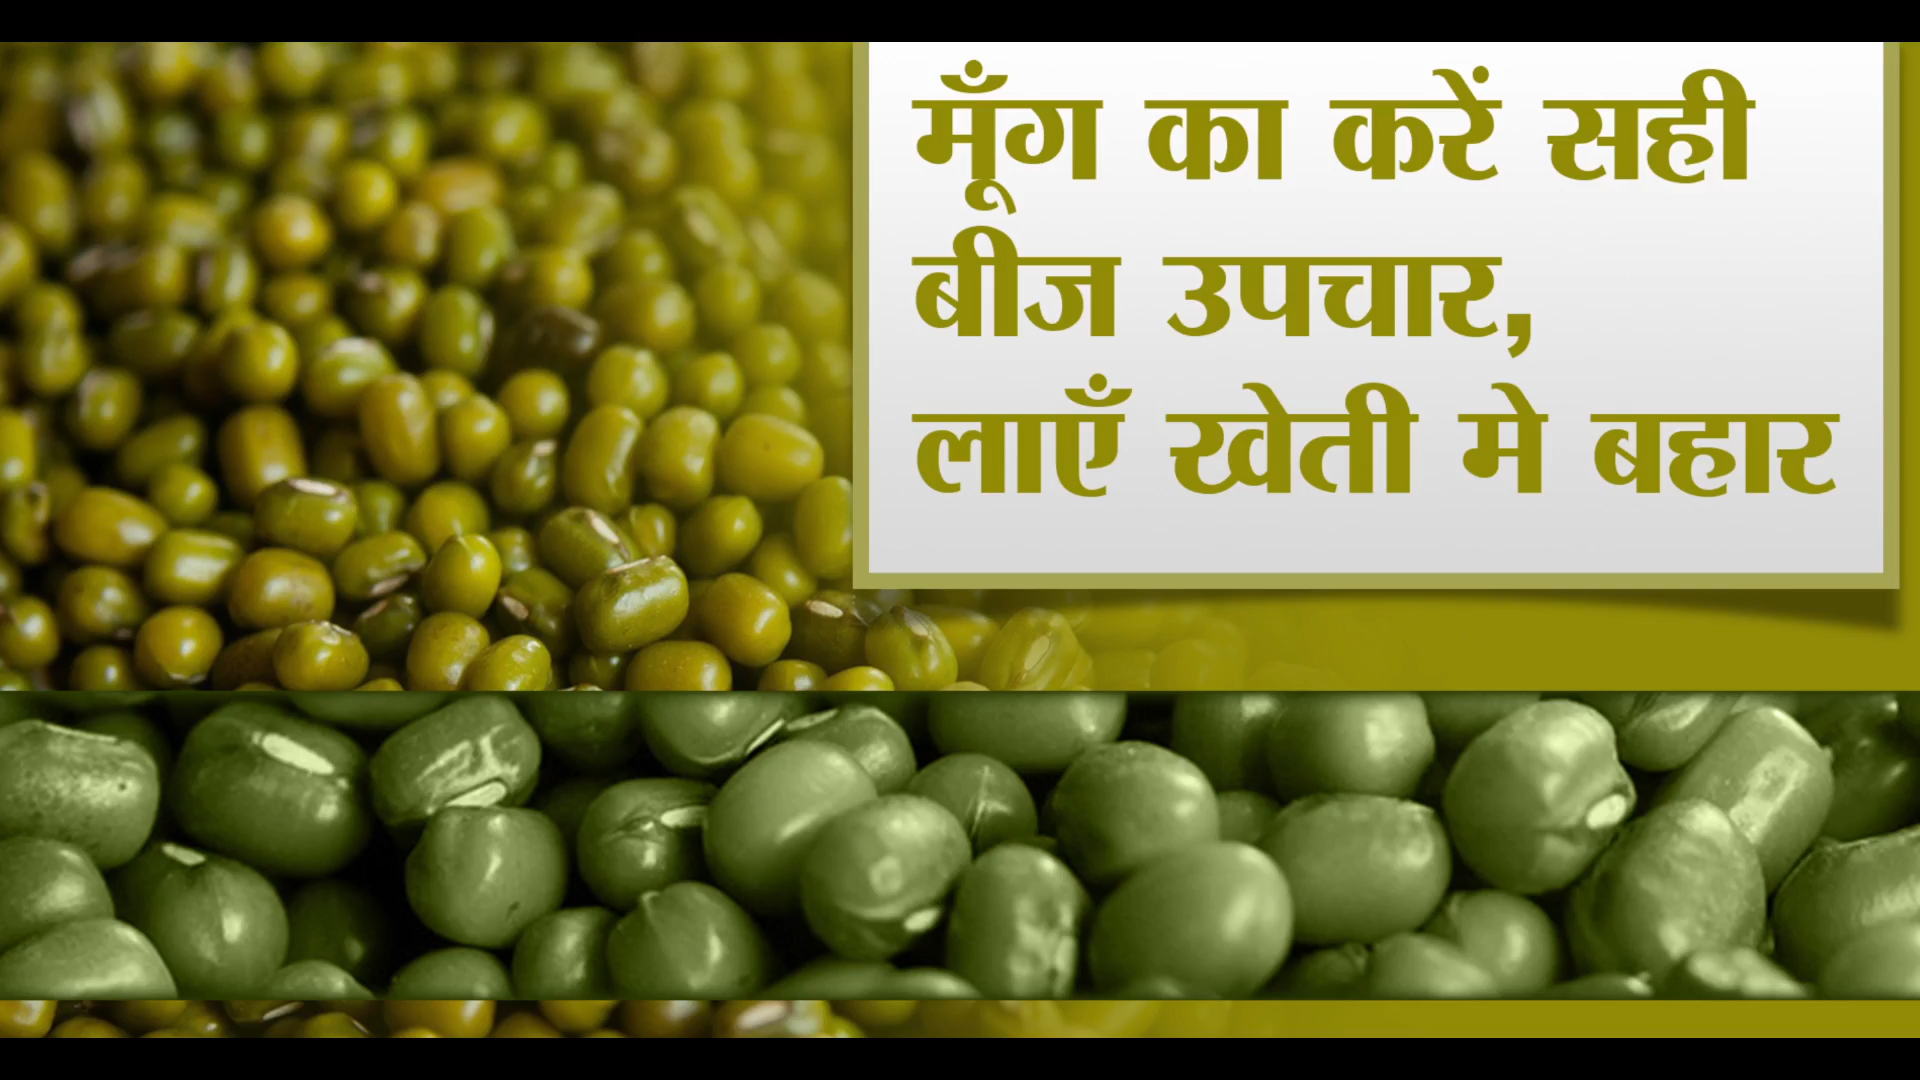 मूँग का करें सही
बीज उपचार,
लाएँ खेती मे बहार